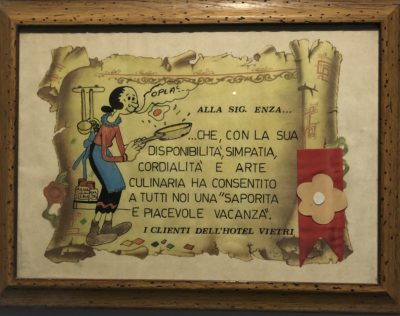 OPLA'
ALLA SIG. ENZA...
...CHE, CON LA SUA
DISPONIBILITÀ, SIMPATIA,
CORDIALITÀ E ARTE
CULINARIA HA CONSENTITO
A TUTTI NOI UNA "SAPORITA
E PIACEVOLE VACANZA".
I CLIENTI DELL'HOTEL VIETRI